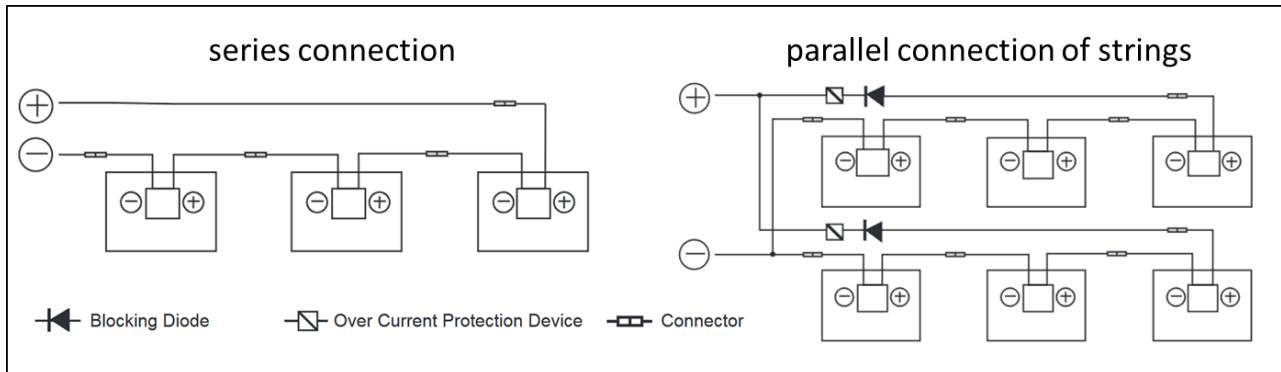 series connection
parallel connection of strings
+
−
− + − + − +
+
−
− + − + − +
− + − + − +
Blocking Diode
Over Current Protection Device
Connector